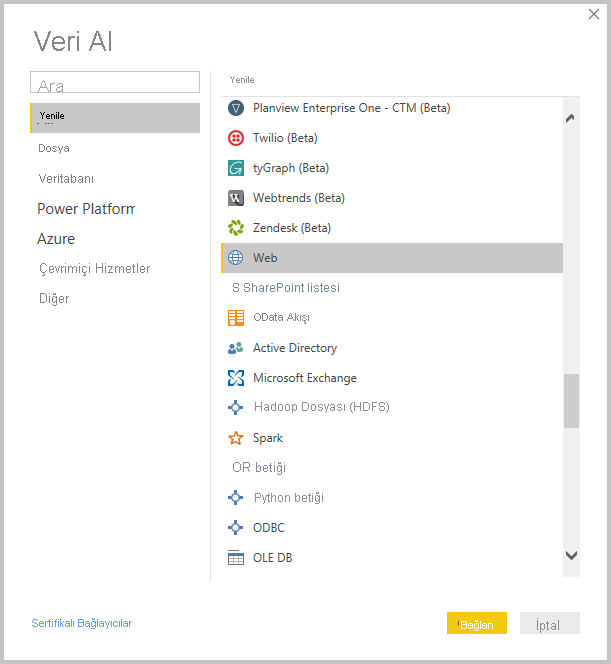 Veri Al
Ara
Yenile
Dosya
Veritabanı
Power Platform
Azure
Çevrimiçi Hizmetler
Diğer
Yenile
Planview Enterprise One - CTM (Beta)
Twilio (Beta)
tyGraph (Beta)
Webtrends (Beta)
Zendesk (Beta)
Web
S SharePoint listesi
OData Akışı
Active Directory
Microsoft Exchange
Hadoop Dosyası (HDFS)
Spark
OR betiği
Python betiği
ODBC
OLE DB
Sertifikalı Bağlayıcılar
Bağlan
İptal